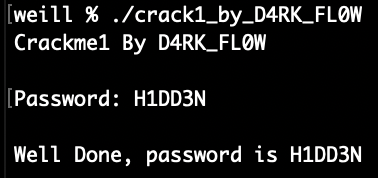 [weill % ./crack1_by_D4RK_FL0W
Crackme1 By D4RK_FL0W
[Password: H1DD3N
Well Done, password is H1DD3N